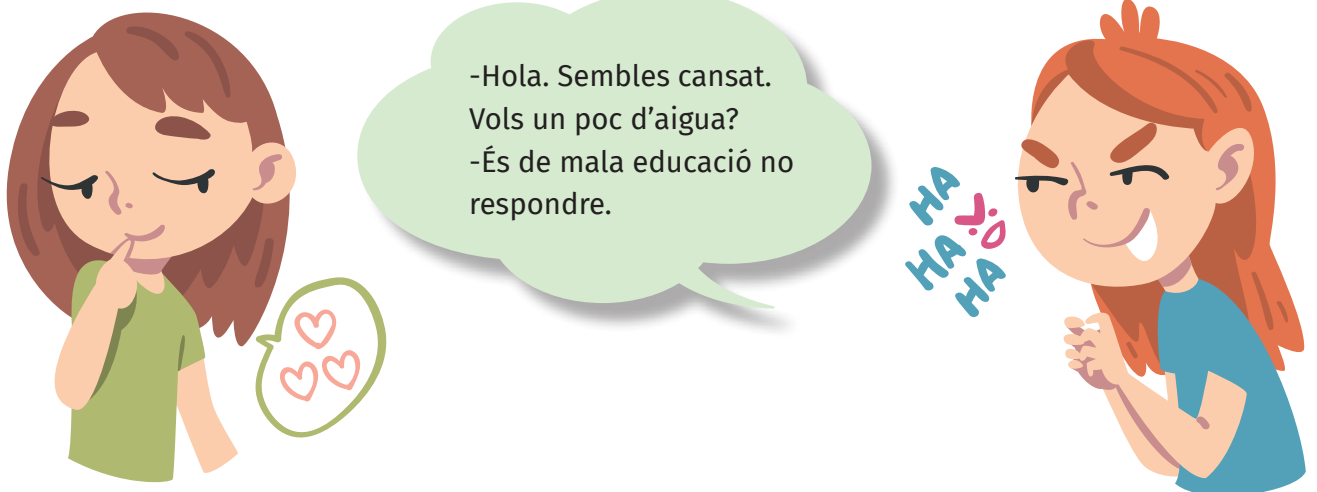 -Hola. Sembles cansat.
Vols un poc d’aigua?
-És de mala educació no
respondre.
HA
HA
HA